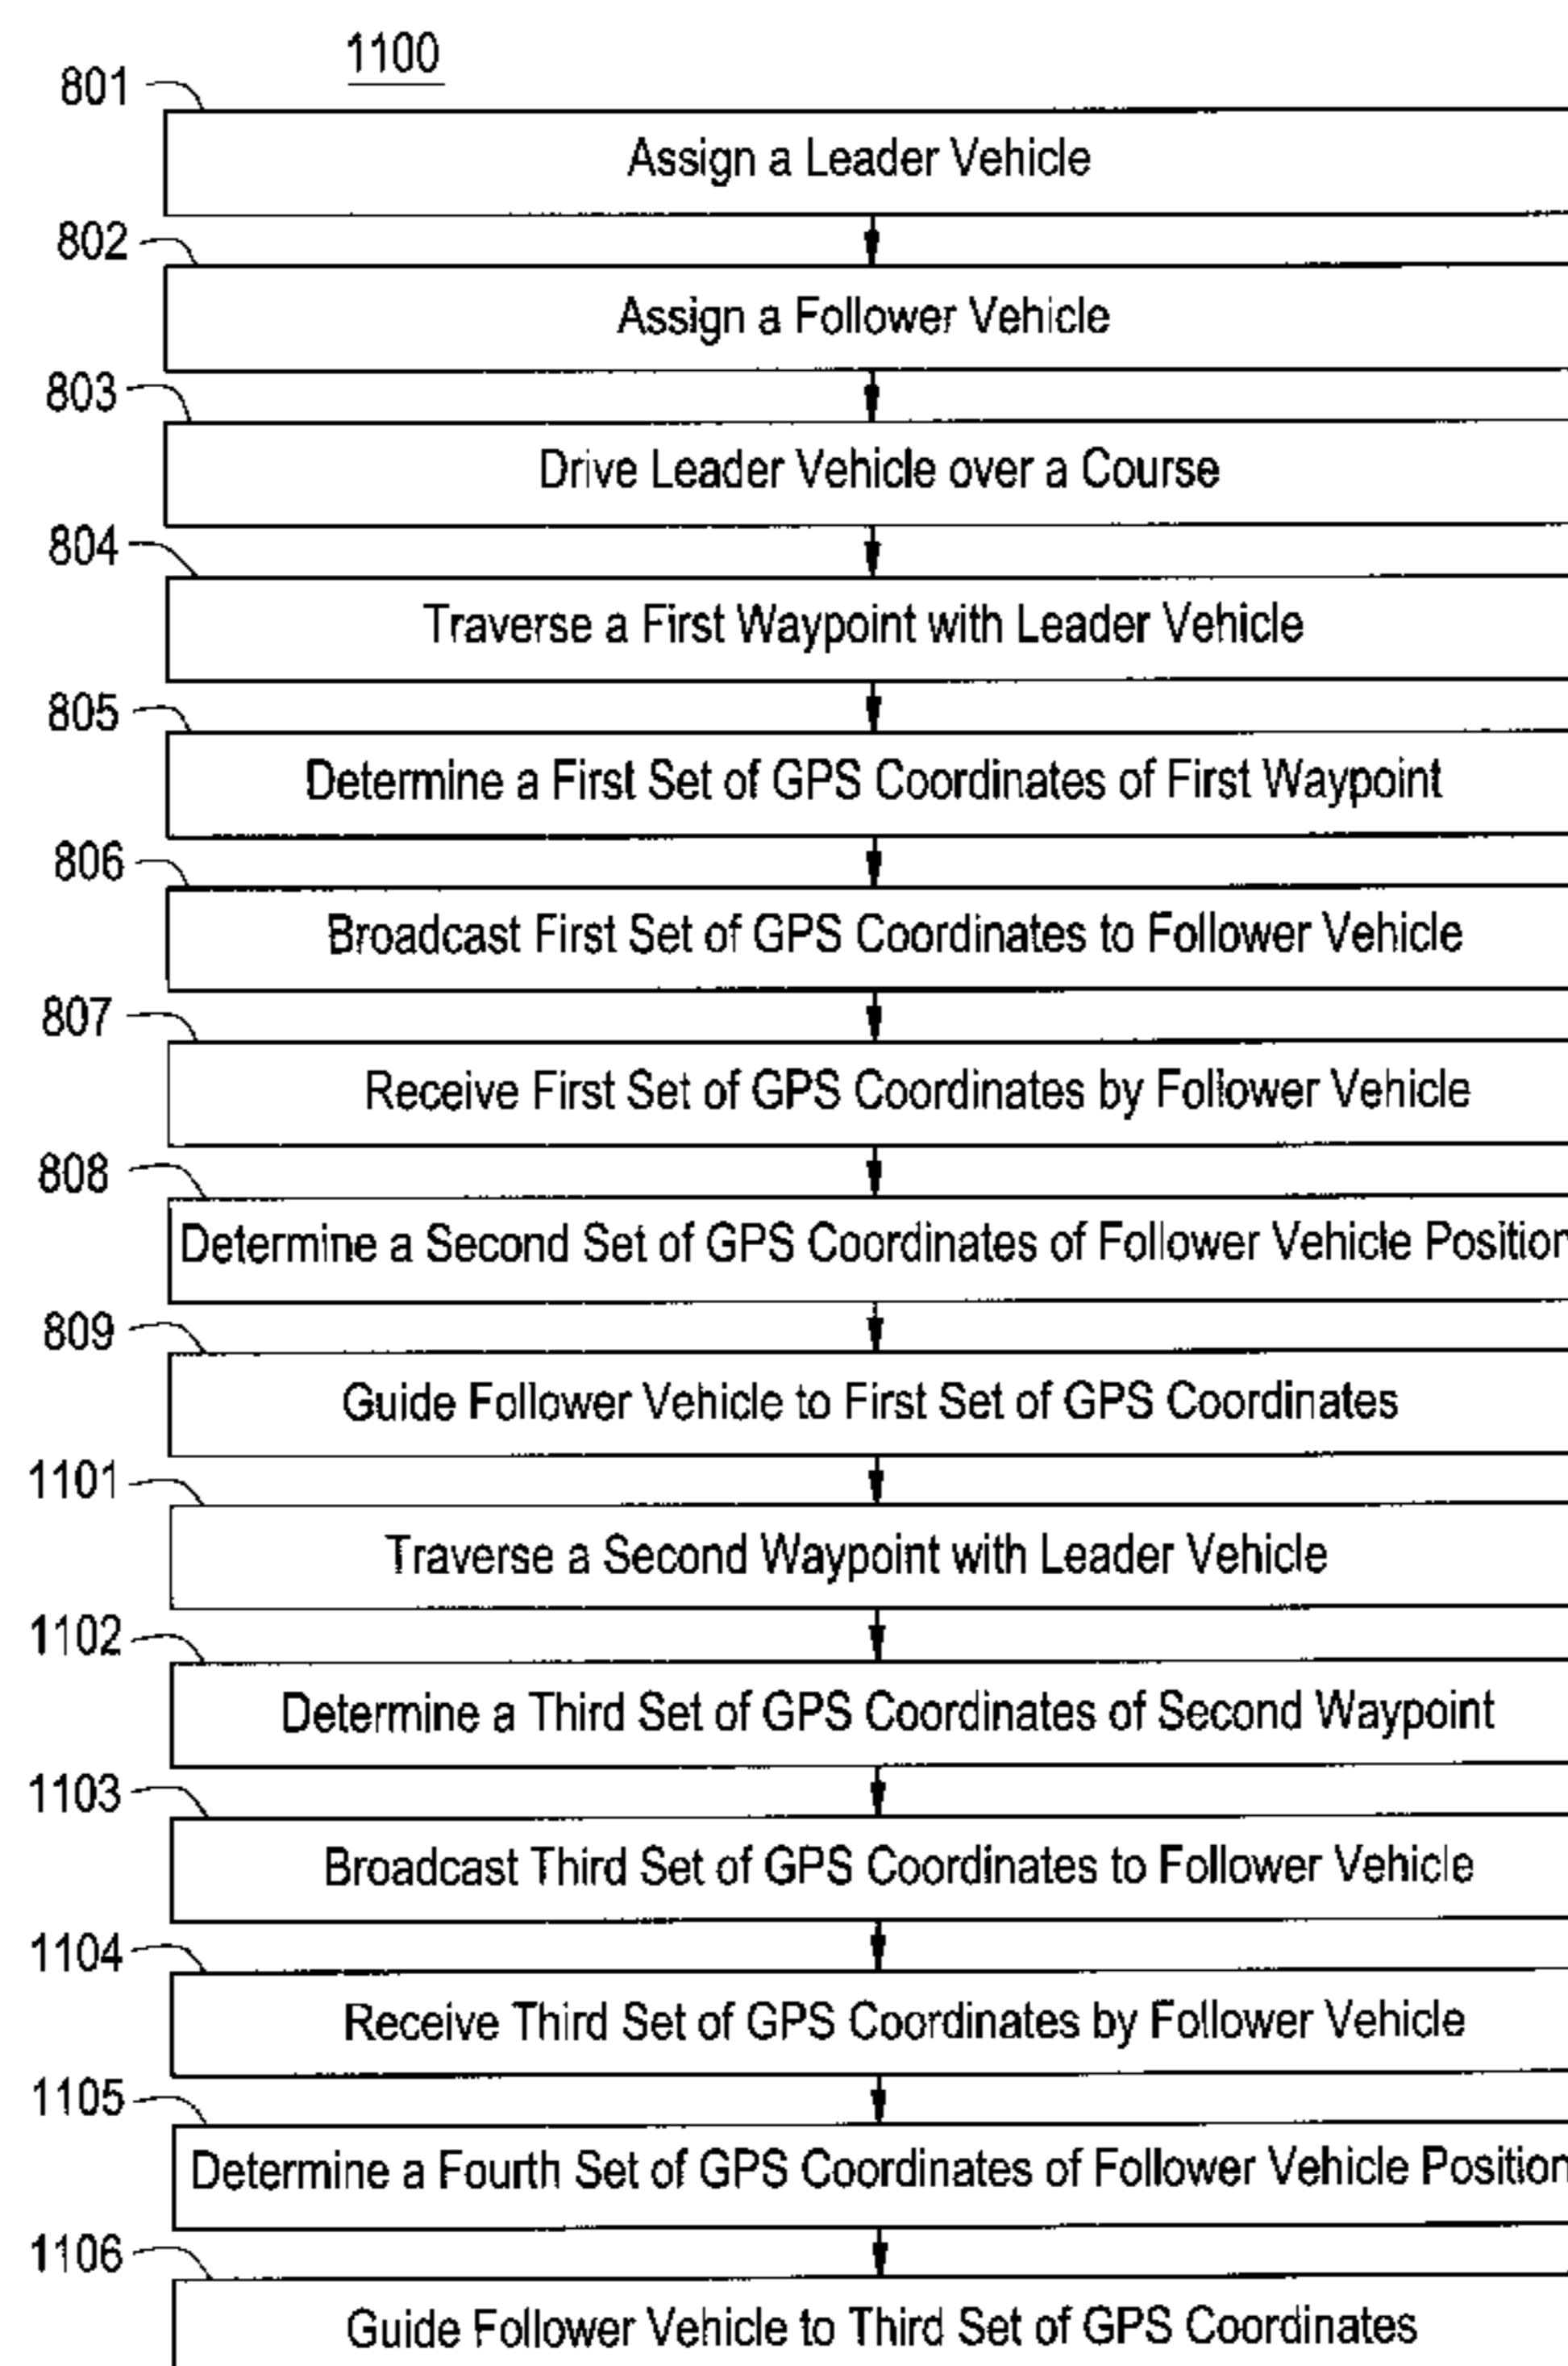 1100
801
Assign a Leader Vehicle
802
Assign a Follower Vehicle
803
Drive Leader Vehicle over a Course
804
Traverse a First Waypoint with Leader Vehicle
805
Determine a First Set of GPS Coordinates of First Waypoint
806
Broadcast First Set of GPS Coordinates to Follower Vehicle
807
Receive First Set of GPS Coordinates by Follower Vehicle
808
Determine a Second Set of GPS Coordinates of Follower Vehicle Position
809
Guide Follower Vehicle to First Set of GPS Coordinates
1101
Traverse a Second Waypoint with Leader Vehicle
1102
Determine a Third Set of GPS Coordinates of Second Waypoint
1103
Broadcast Third Set of GPS Coordinates to Follower Vehicle
1104
Receive Third Set of GPS Coordinates by Follower Vehicle
1105
Determine a Fourth Set of GPS Coordinates of Follower Vehicle Position
1106
Guide Follower Vehicle to Third Set of GPS Coordinates